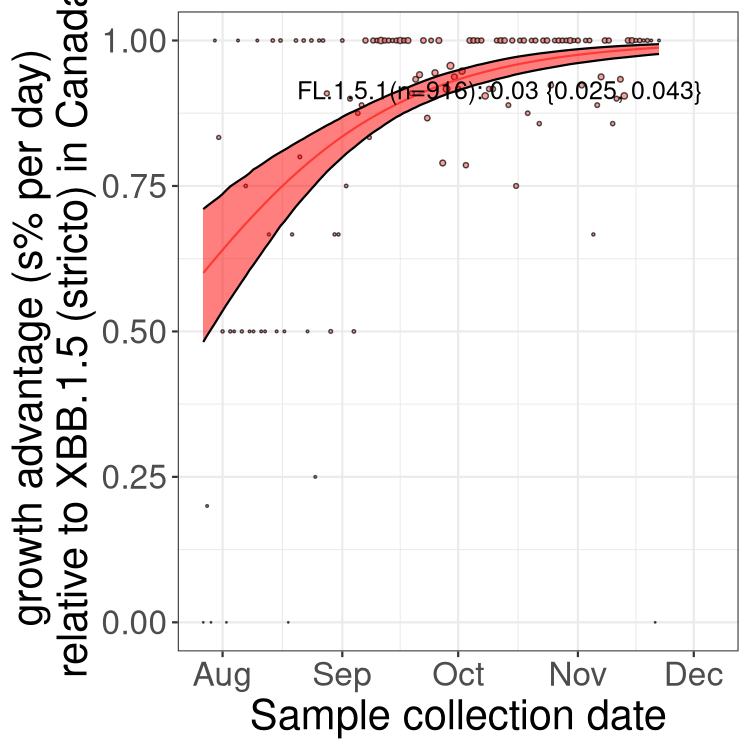 growth advantage (s% per day)
relative to XBB.1.5 (stricto) in Canada
1.00
0.75
0.50
0.25
0.00
FL.1.5.1(n=916): 0.03 {0.025, 0.043}
Aug Sep Oct Nov Dec
Sample collection date